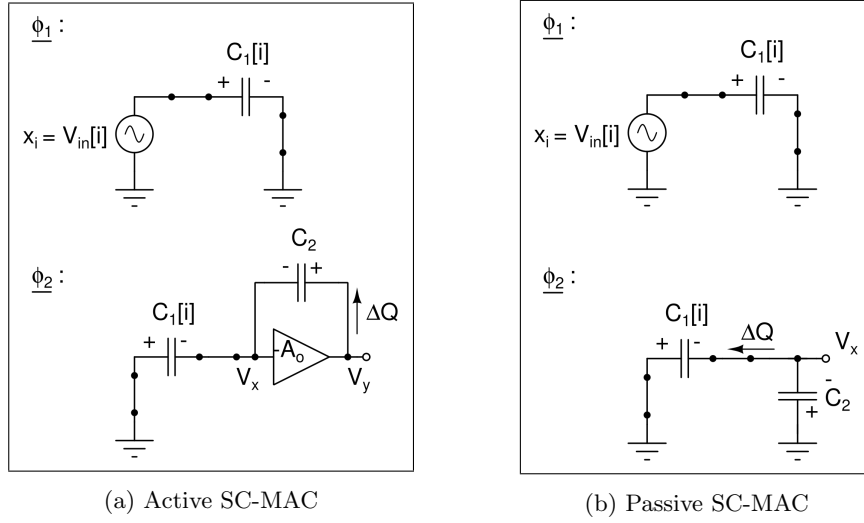 ϕ₁ :
C₁[i]
+ -
xᵢ = Vᵢₙ[i]
ϕ₂ :
C₂
- +
ΔQ
C₁[i]
+ -
-Aₒ
Vₓ
Vᵧ
(a) Active SC-MAC
ϕ₁ :
C₁[i]
+ -
xᵢ = Vᵢₙ[i]
ϕ₂ :
C₁[i]
+ -
ΔQ
Vₓ
-
C₂
+
(b) Passive SC-MAC